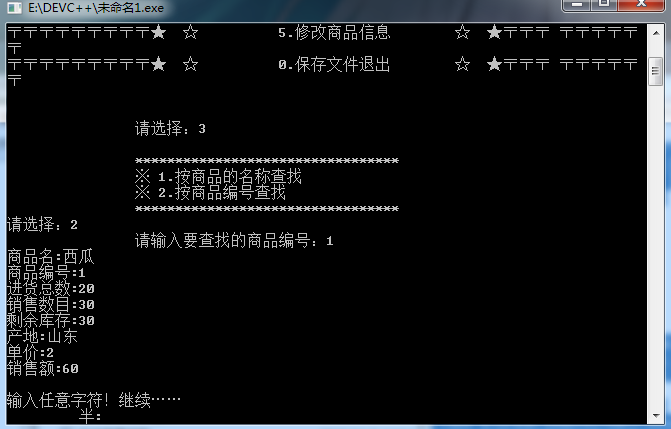 E:\DEVC++\未命名1.exe
〒〒〒〒〒〒〒〒〒★ ☆ 5.修改商品信息 ☆ ★〒〒〒 〒〒〒〒〒
〒
〒〒〒〒〒〒〒〒〒★ ☆ 0.保存文件退出 ☆ ★〒〒〒 〒〒〒〒〒
〒
请选择：3
*********************************
※ 1.按商品的名称查找
※ 2.按商品编号查找
*********************************
请选择：2
请输入要查找的商品编号：1
商品名:西瓜
商品编号:1
进货总数:20
销售数目:30
剩余库存:30
产地:山东
单价:2
销售额:60
输入任意字符！继续……
半: